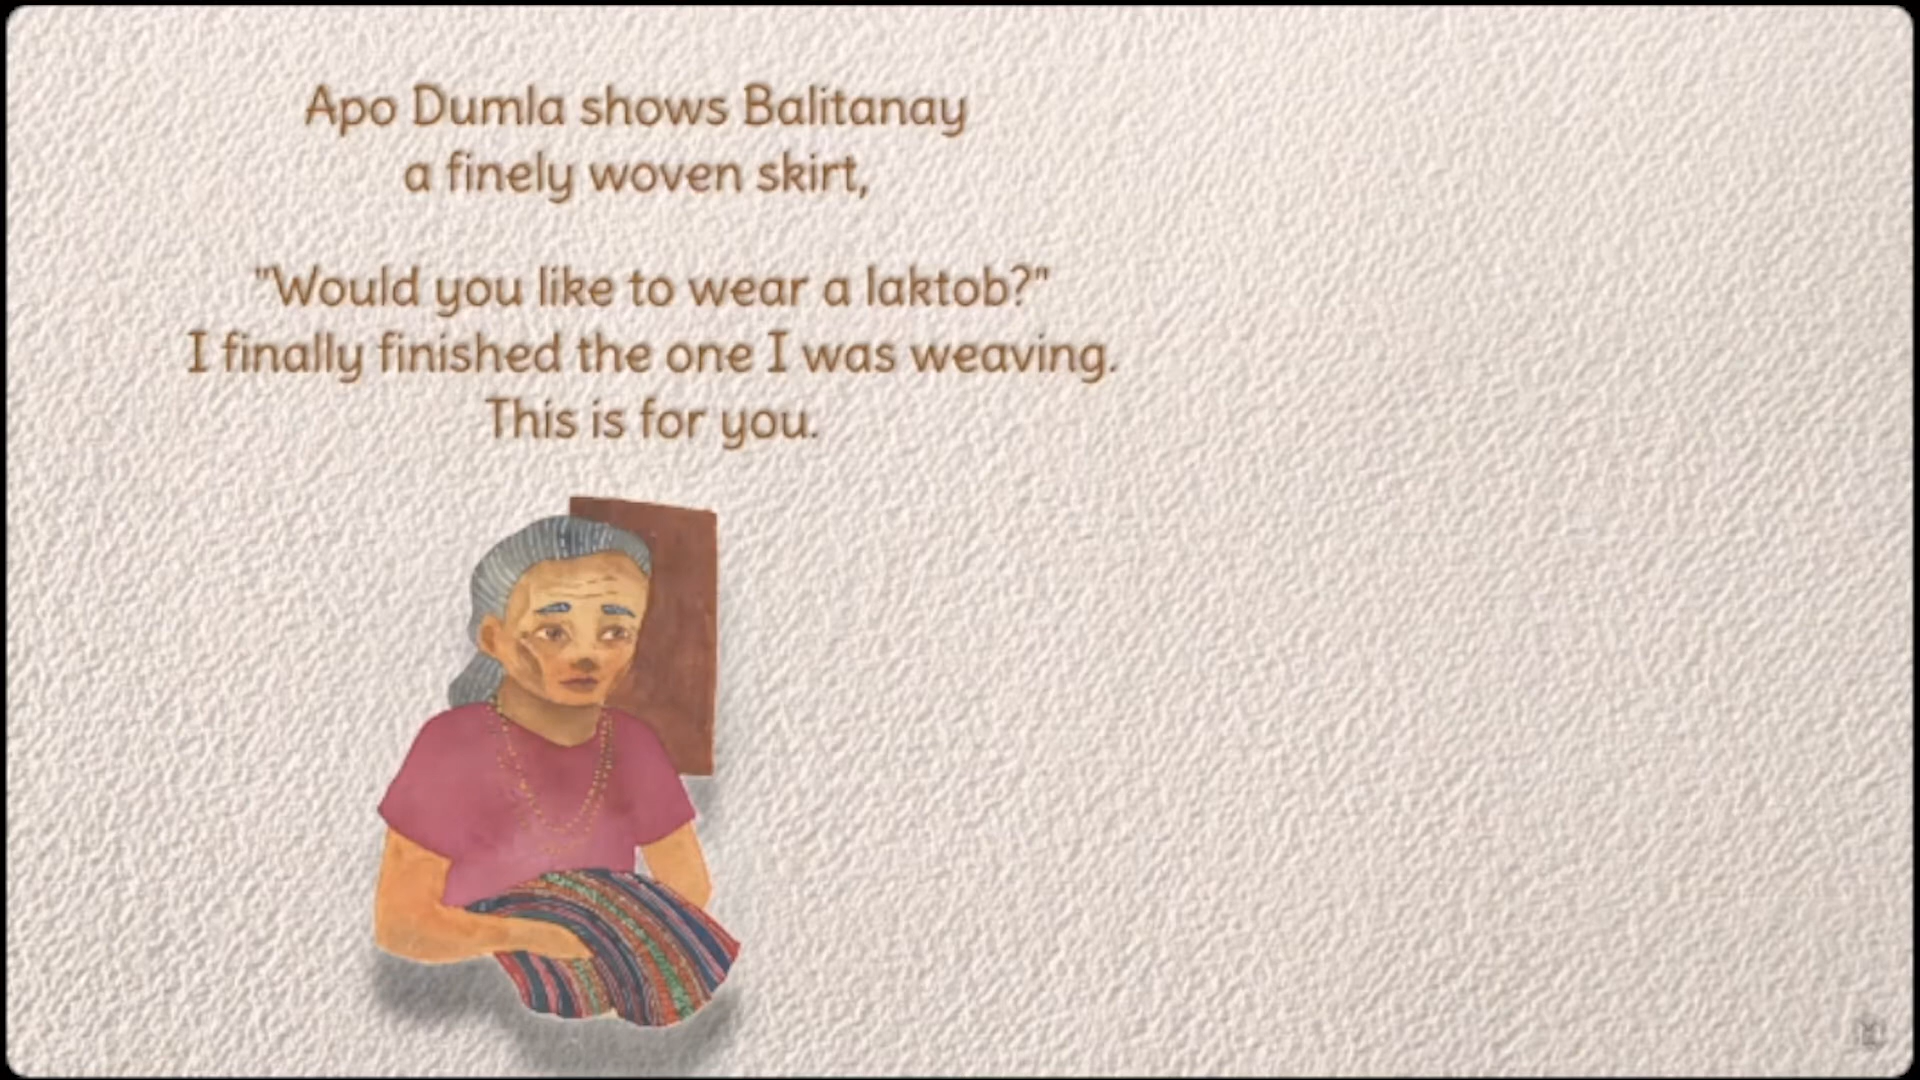 Apo Dumla shows Balitanay
a finely woven skirt,
"Would you like to wear a laktob?"
I finally finished the one I was weaving.
This is for you.